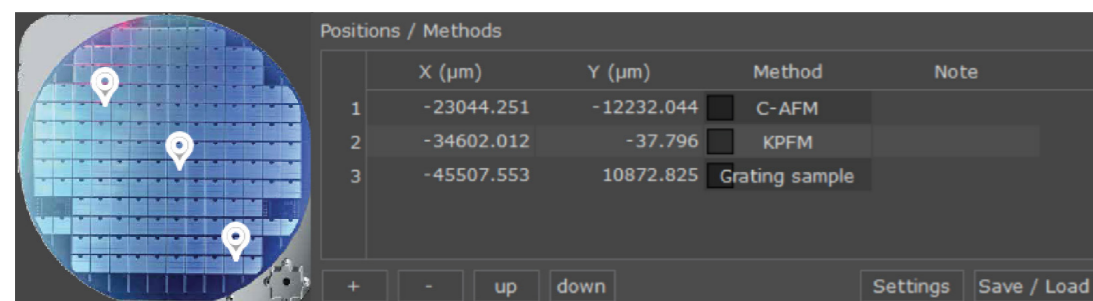 Positions / Methods
X (µm) Y (µm) Method Note
1 -23044.251 -12232.044 C-AFM
2 -34602.012 -37.796 KPFM
3 -45507.553 10872.825 Grating sample
+ - up down Settings Save / Load